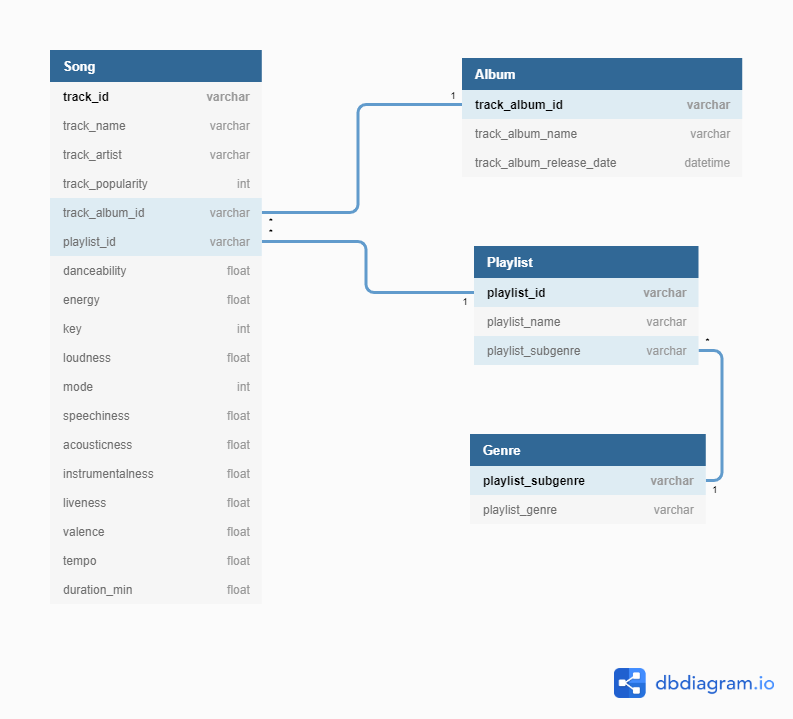 Song
track_id varchar
track_name varchar
track_artist varchar
track_popularity int
track_album_id varchar
*
*
playlist_id varchar
danceability float
energy float
key int
loudness float
mode int
speechiness float
acousticness float
instrumentalness float
liveness float
valence float
tempo float
duration_min float
Album
1
track_album_id varchar
track_album_name varchar
track_album_release_date datetime
Playlist
playlist_id varchar
1
playlist_name varchar
*
playlist_subgenre varchar
Genre
playlist_subgenre varchar
1
playlist_genre varchar
dbdiagram.io